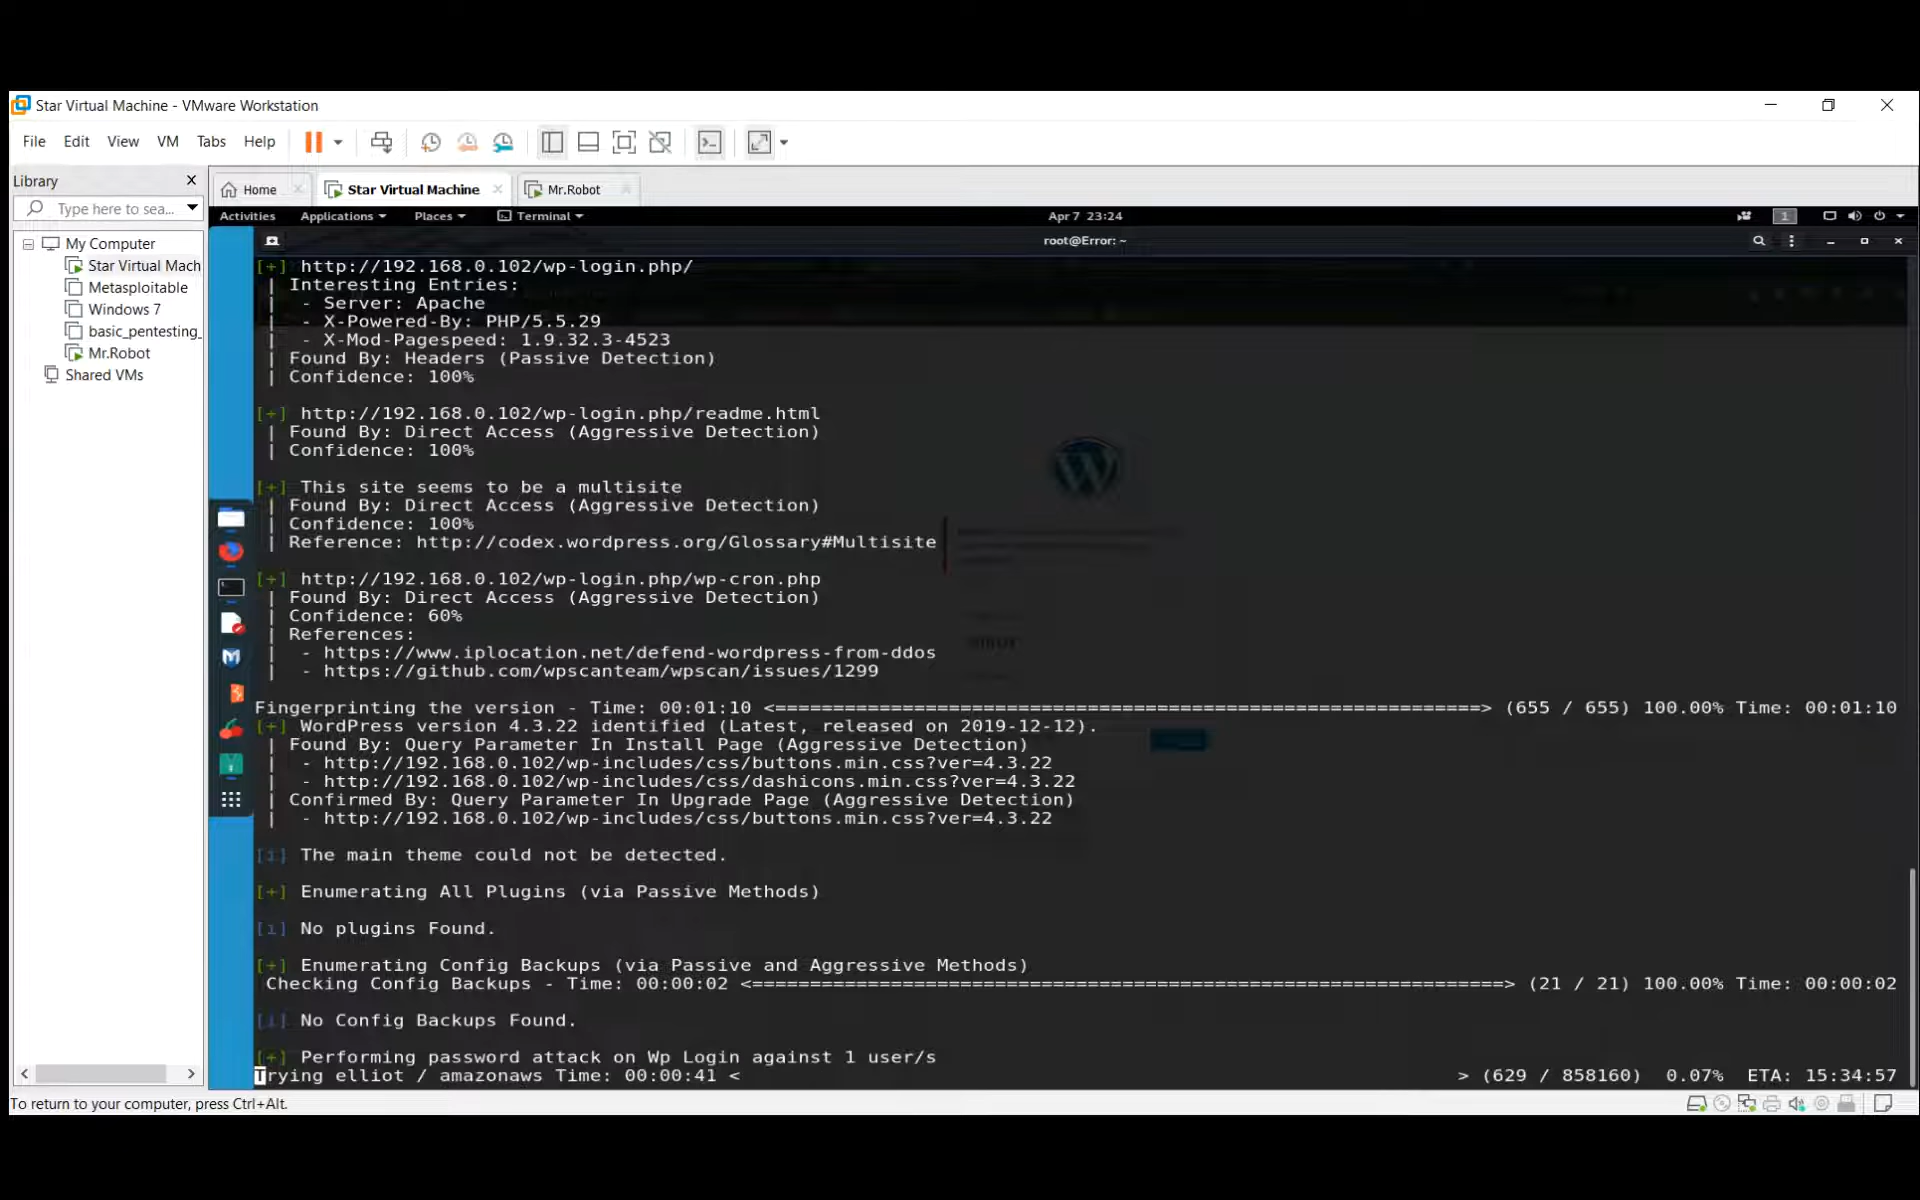 Star Virtual Machine - VMware Workstation
File Edit View VM Tabs Help
Library
Type here to sea...
My Computer
Star Virtual Mach
Metasploitable
Windows 7
basic_pentesting_
Mr.Robot
Shared VMs
Home Star Virtual Machine Mr.Robot
Activities Applications Places Terminal Apr 7 23:24 1
root@Error: ~
[+] http://192.168.0.102/wp-login.php/
| Interesting Entries:
|  - Server: Apache
|  - X-Powered-By: PHP/5.5.29
|  - X-Mod-Pagespeed: 1.9.32.3-4523
| Found By: Headers (Passive Detection)
| Confidence: 100%
[+] http://192.168.0.102/wp-login.php/readme.html
| Found By: Direct Access (Aggressive Detection)
| Confidence: 100%
[+] This site seems to be a multisite
| Found By: Direct Access (Aggressive Detection)
| Confidence: 100%
| Reference: http://codex.wordpress.org/Glossary#Multisite
[+] http://192.168.0.102/wp-login.php/wp-cron.php
| Found By: Direct Access (Aggressive Detection)
| Confidence: 60%
| References:
|  - https://www.iplocation.net/defend-wordpress-from-ddos
|  - https://github.com/wpscanteam/wpscan/issues/1299
Fingerprinting the version - Time: 00:01:10 <==============================================================> (655 / 655) 100.00% Time: 00:01:10
[+] WordPress version 4.3.22 identified (Latest, released on 2019-12-12).
| Found By: Query Parameter In Install Page (Aggressive Detection)
|  - http://192.168.0.102/wp-includes/css/buttons.min.css?ver=4.3.22
|  - http://192.168.0.102/wp-includes/css/dashicons.min.css?ver=4.3.22
| Confirmed By: Query Parameter In Upgrade Page (Aggressive Detection)
|  - http://192.168.0.102/wp-includes/css/buttons.min.css?ver=4.3.22
[i] The main theme could not be detected.
[+] Enumerating All Plugins (via Passive Methods)
[i] No plugins Found.
[+] Enumerating Config Backups (via Passive and Aggressive Methods)
Checking Config Backups - Time: 00:00:02 <=================================================================> (21 / 21) 100.00% Time: 00:00:02
[i] No Config Backups Found.
[+] Performing password attack on Wp Login against 1 user/s
Trying elliot / amazonaws Time: 00:00:41 < > (629 / 858160) 0.07% ETA: 15:34:57
To return to your computer, press Ctrl+Alt.